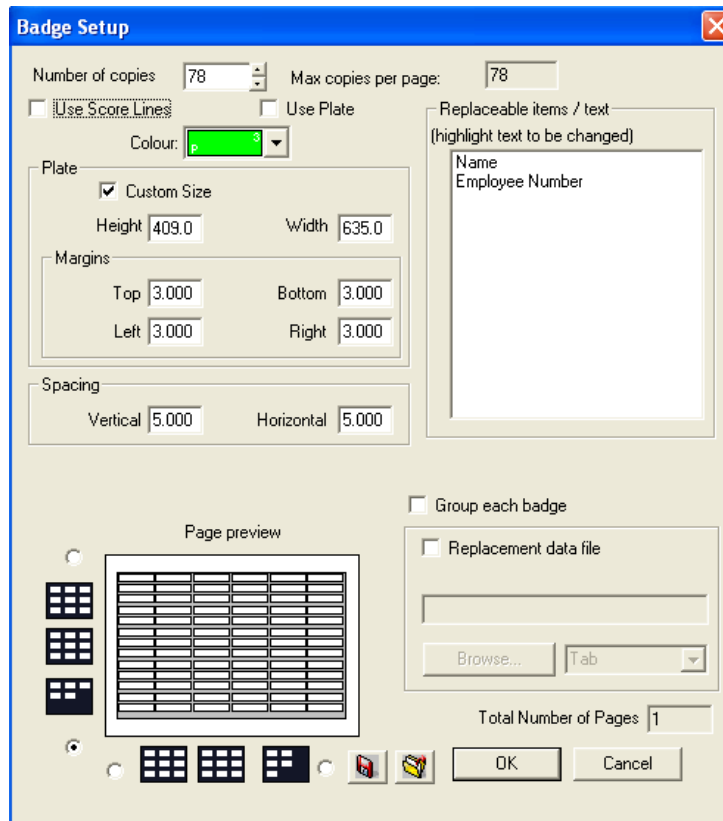 Badge Setup
Number of copies 78 Max copies per page: 78
Use Score Lines Use Plate
Colour: p 3
Replaceable items / text
(highlight text to be changed)
Name
Employee Number
Plate
Custom Size
Height 409.0 Width 635.0
Margins
Top 3.000 Bottom 3.000
Left 3.000 Right 3.000
Spacing
Vertical 5.000 Horizontal 5.000
Group each badge
Page preview
Replacement data file
Browse... Tab
Total Number of Pages 1
OK Cancel